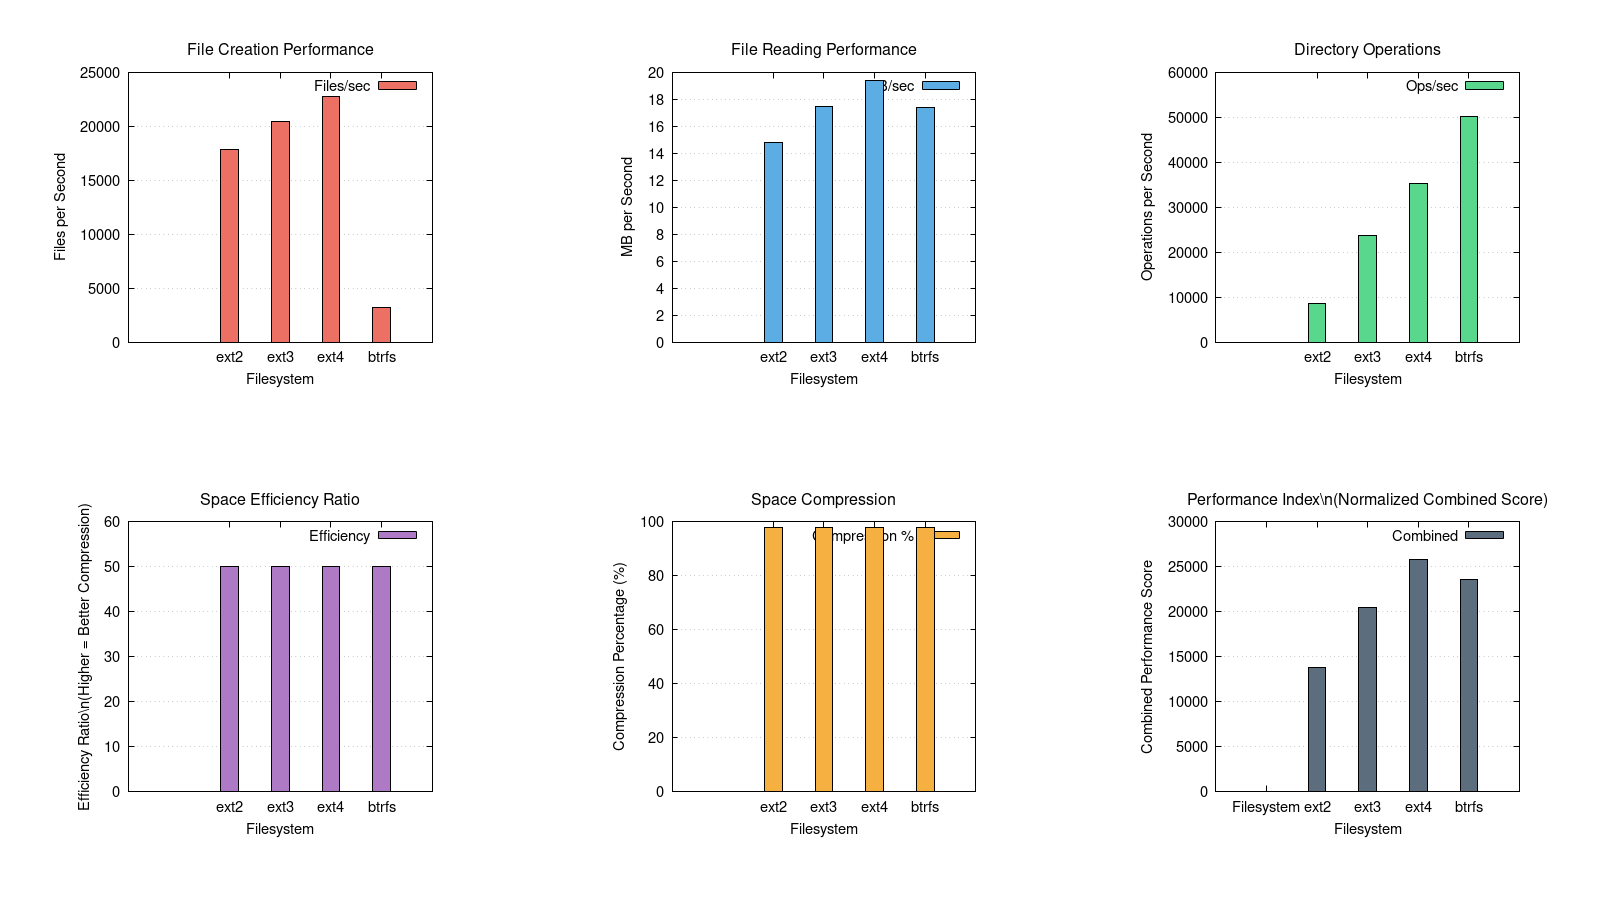 File Creation Performance
25000
20000
15000
10000
5000
0
Files per Second
Files/sec
ext2 ext3 ext4 btrfs
Filesystem
File Reading Performance
20
18
16
14
12
10
8
6
4
2
0
MB per Second
/sec
ext2 ext3 ext4 btrfs
Filesystem
Directory Operations
60000
50000
40000
30000
20000
10000
0
Operations per Second
Ops/sec
ext2 ext3 ext4 btrfs
Filesystem
Space Efficiency Ratio
60
50
40
30
20
10
0
Efficiency Ratio\n(Higher = Better Compression)
Efficiency
ext2 ext3 ext4 btrfs
Filesystem
Space Compression
100
80
60
40
20
0
Compression Percentage (%)
%
ext2 ext3 ext4 btrfs
Filesystem
Performance Index\n(Normalized Combined Score)
30000
25000
20000
15000
10000
5000
0
Combined Performance Score
Combined
Filesystem ext2 ext3 ext4 btrfs
Filesystem